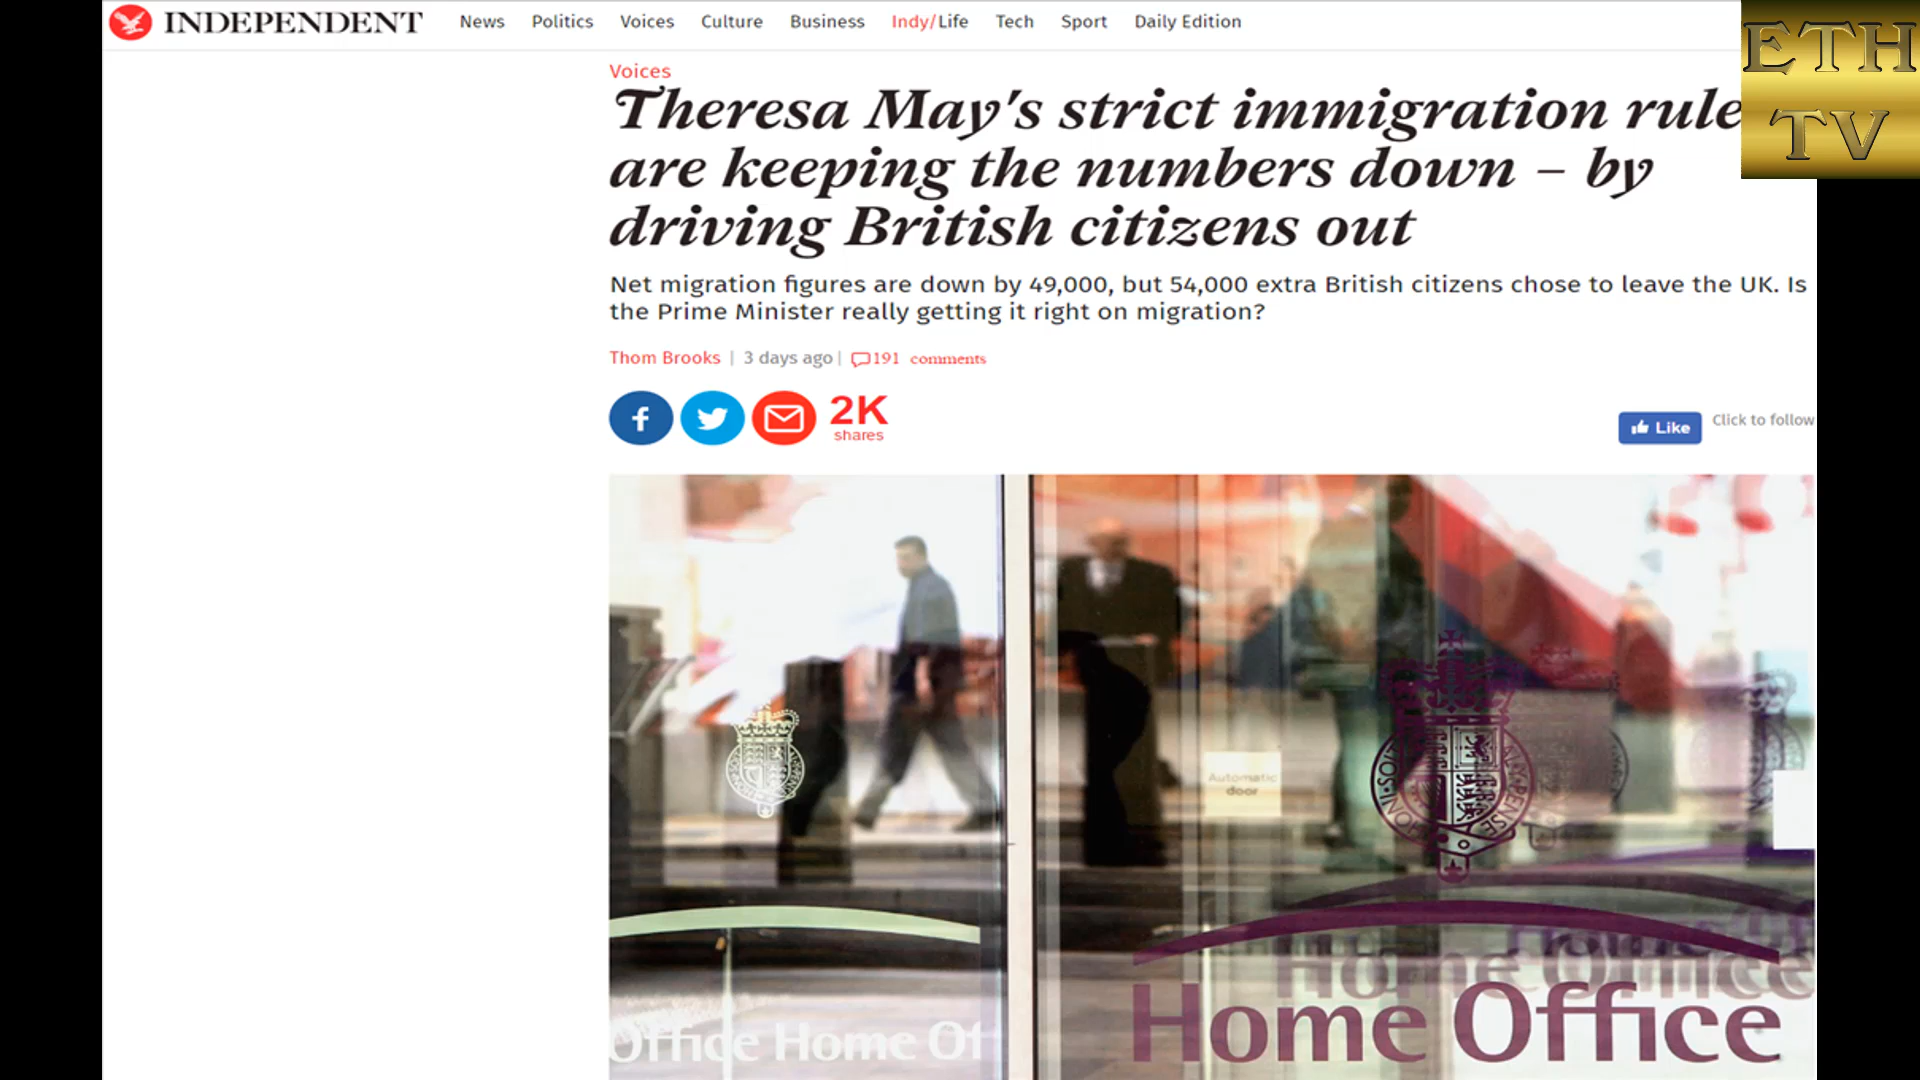 INDEPENDENT News Politics Voices Culture Business Indy/Life Tech Sport Daily Edition
ETH
TV
Voices
Theresa May's strict immigration rule
are keeping the numbers down – by
driving British citizens out
Net migration figures are down by 49,000, but 54,000 extra British citizens chose to leave the UK. Is
the Prime Minister really getting it right on migration?
Thom Brooks | 3 days ago | 191 comments
2K
shares
Like Click to follow
Automatic
door
Home Office
Office Home Of
Home Office